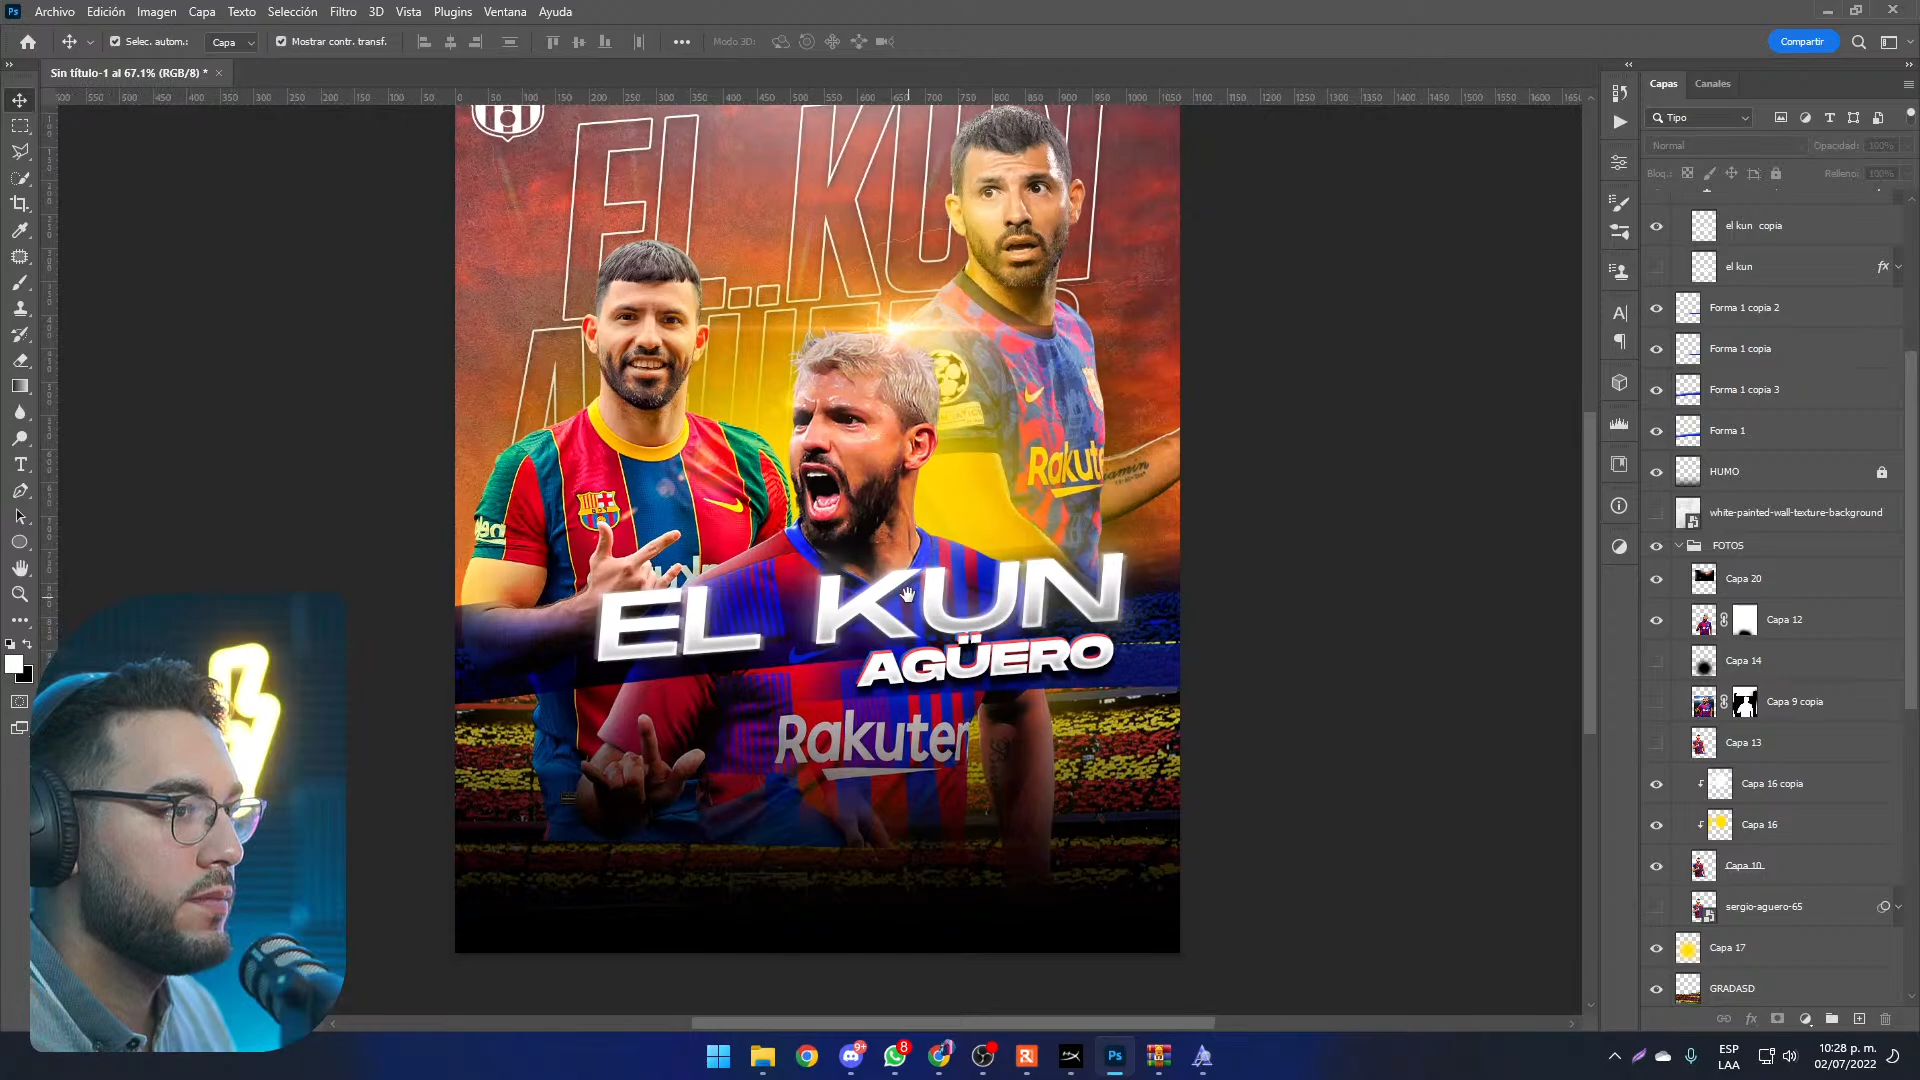 Ps Archivo Edición Imagen Capa Texto Selección Filtro 3D Vista Plugins Ventana Ayuda
Selec. autom.: Capa Mostrar contr. transf. Modo 3D: Compartir
Sin título-1 al 67.1% (RGB/8) *
Capas Canales
Tipo
Normal Opacidad: 100%
Bloq.: Relleno: 100%
el kun copia
el kun fx
Forma 1 copia 2
Forma 1 copia
Forma 1 copia 3
Forma 1
HUMO
white-painted-wall-texture-background
FOTOS
Capa 20
Capa 12
Capa 14
Capa 9 copia
Capa 13
Capa 16 copia
Capa 16
Capa 10
sergio-aguero-65
Capa 17
GRADASD
EL KUN
Rakuten
EL KUN
AGÜERO
Rakuten
ESP
LAA
10:28 p. m.
02/07/2022